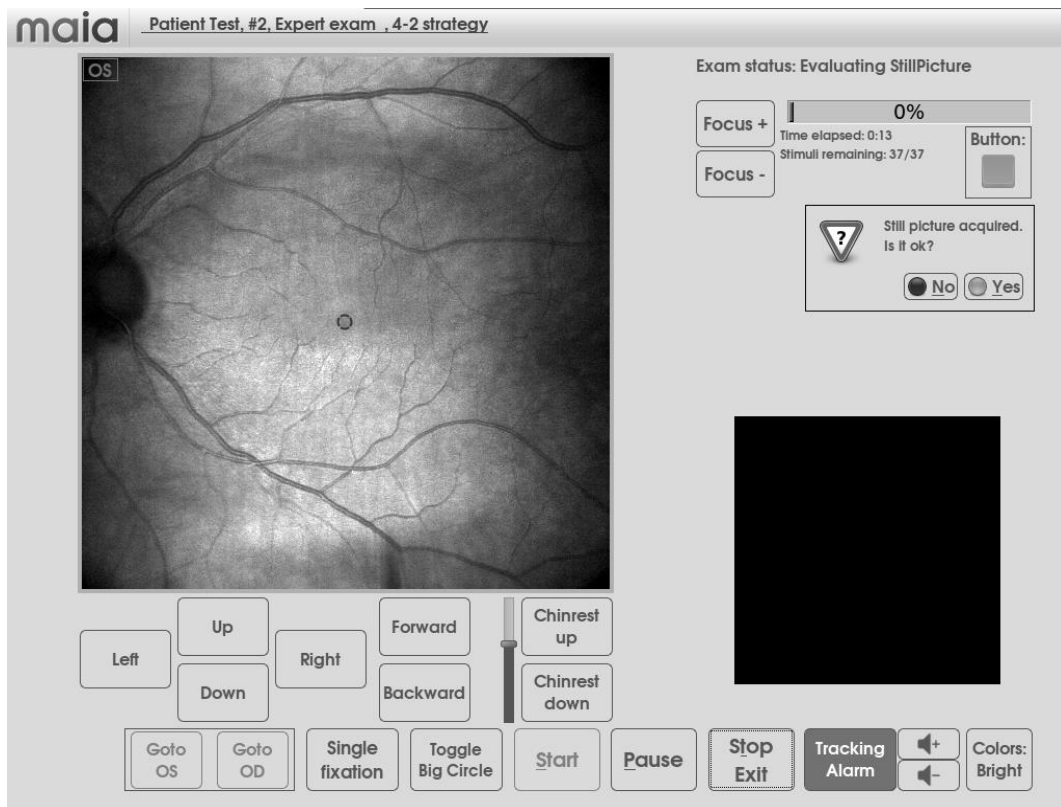 maia
Patient Test, #2, Expert exam , 4-2 strategy
OS
Exam status: Evaluating StillPicture
Focus +
Focus -
0%
Time elapsed: 0:13
Stimuli remaining: 37/37
Button:
?
Still picture acquired.
Is it ok?
No
Yes
Left
Up
Down
Right
Forward
Backward
Chinrest
up
Chinrest
down
Goto
OS
Goto
OD
Single
fixation
Toggle
Big Circle
Start
Pause
Stop
Exit
Tracking
Alarm
+
-
Colors:
Bright